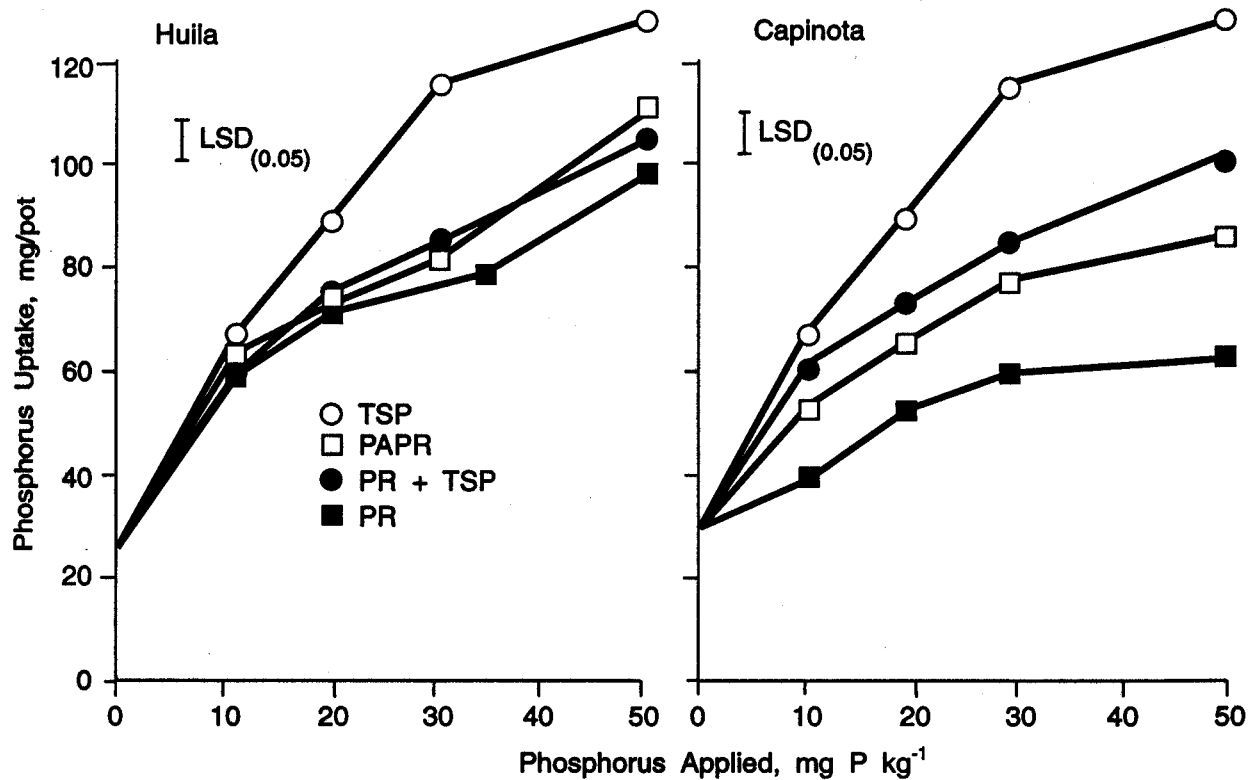 Huila
Capinota
120
100
80
60
40
20
0
LSD(0.05)
LSD(0.05)
TSP
PAPR
PR + TSP
PR
Phosphorus Uptake, mg/pot
0 10 20 30 40 50
0 10 20 30 40 50
Phosphorus Applied, mg P kg-1